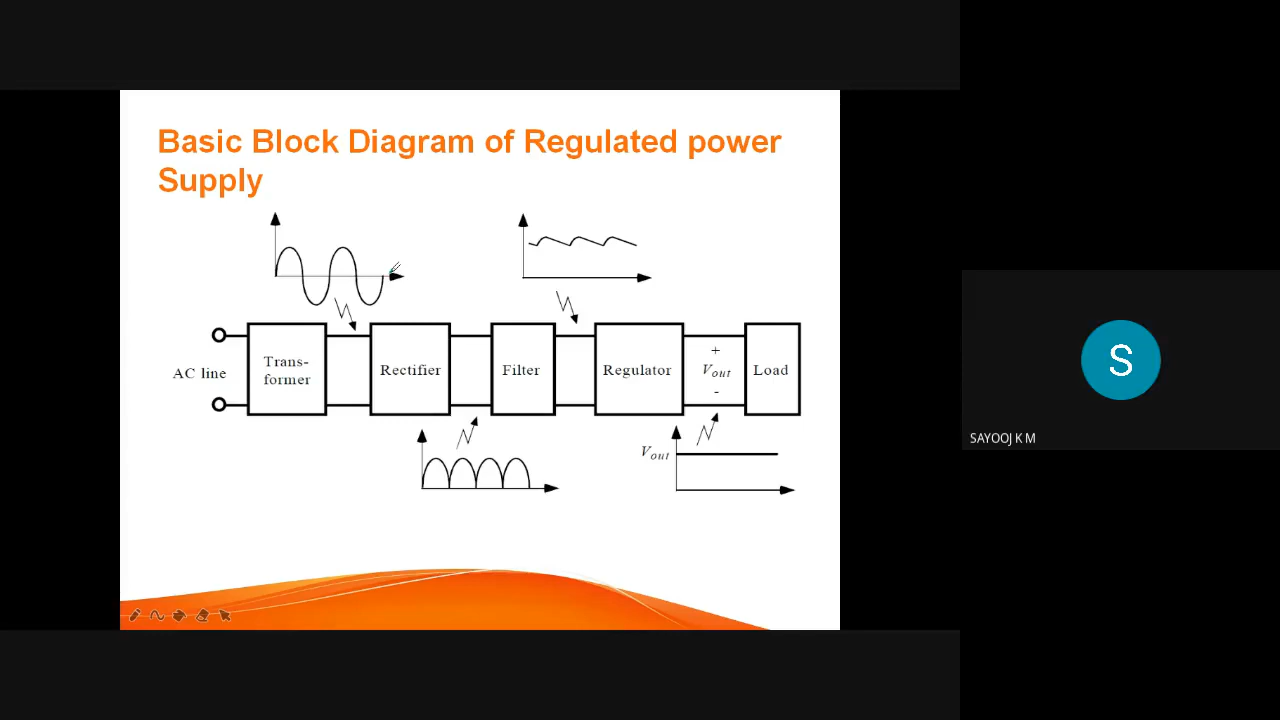 Basic Block Diagram of Regulated power
Supply
AC line
Trans-
former
Rectifier
Filter
Regulator
+
Vout
-
Load
Vout
S
SAYOOJ K M